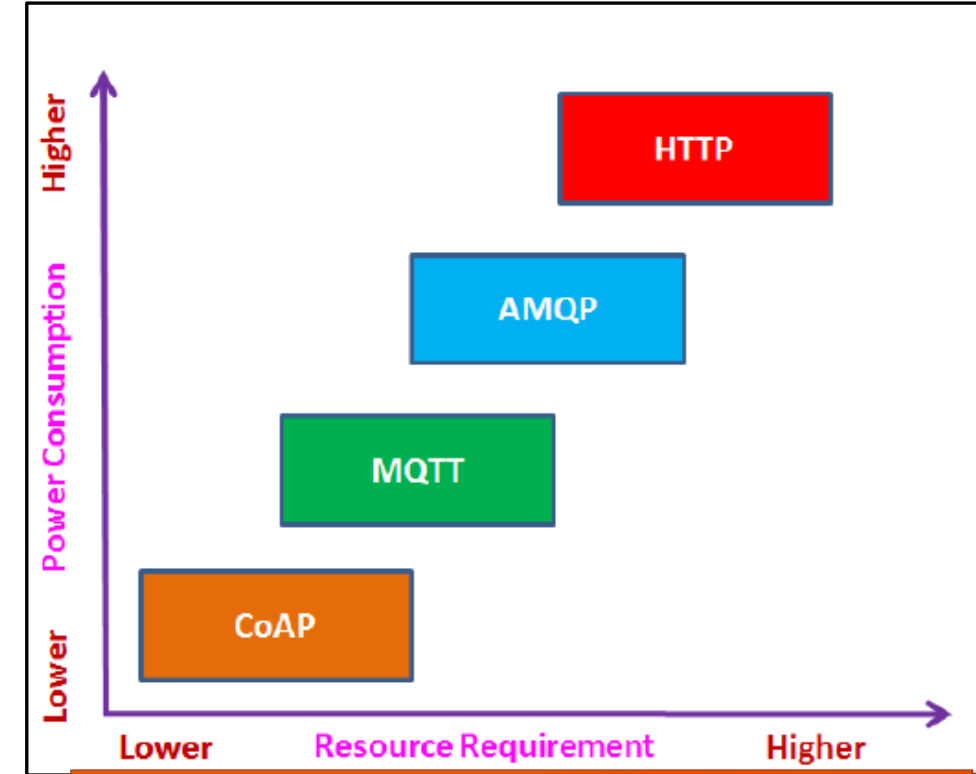 Higher
HTTP
AMQP
Power Consumption
MQTT
CoAP
Lower
Lower Resource Requirement Higher